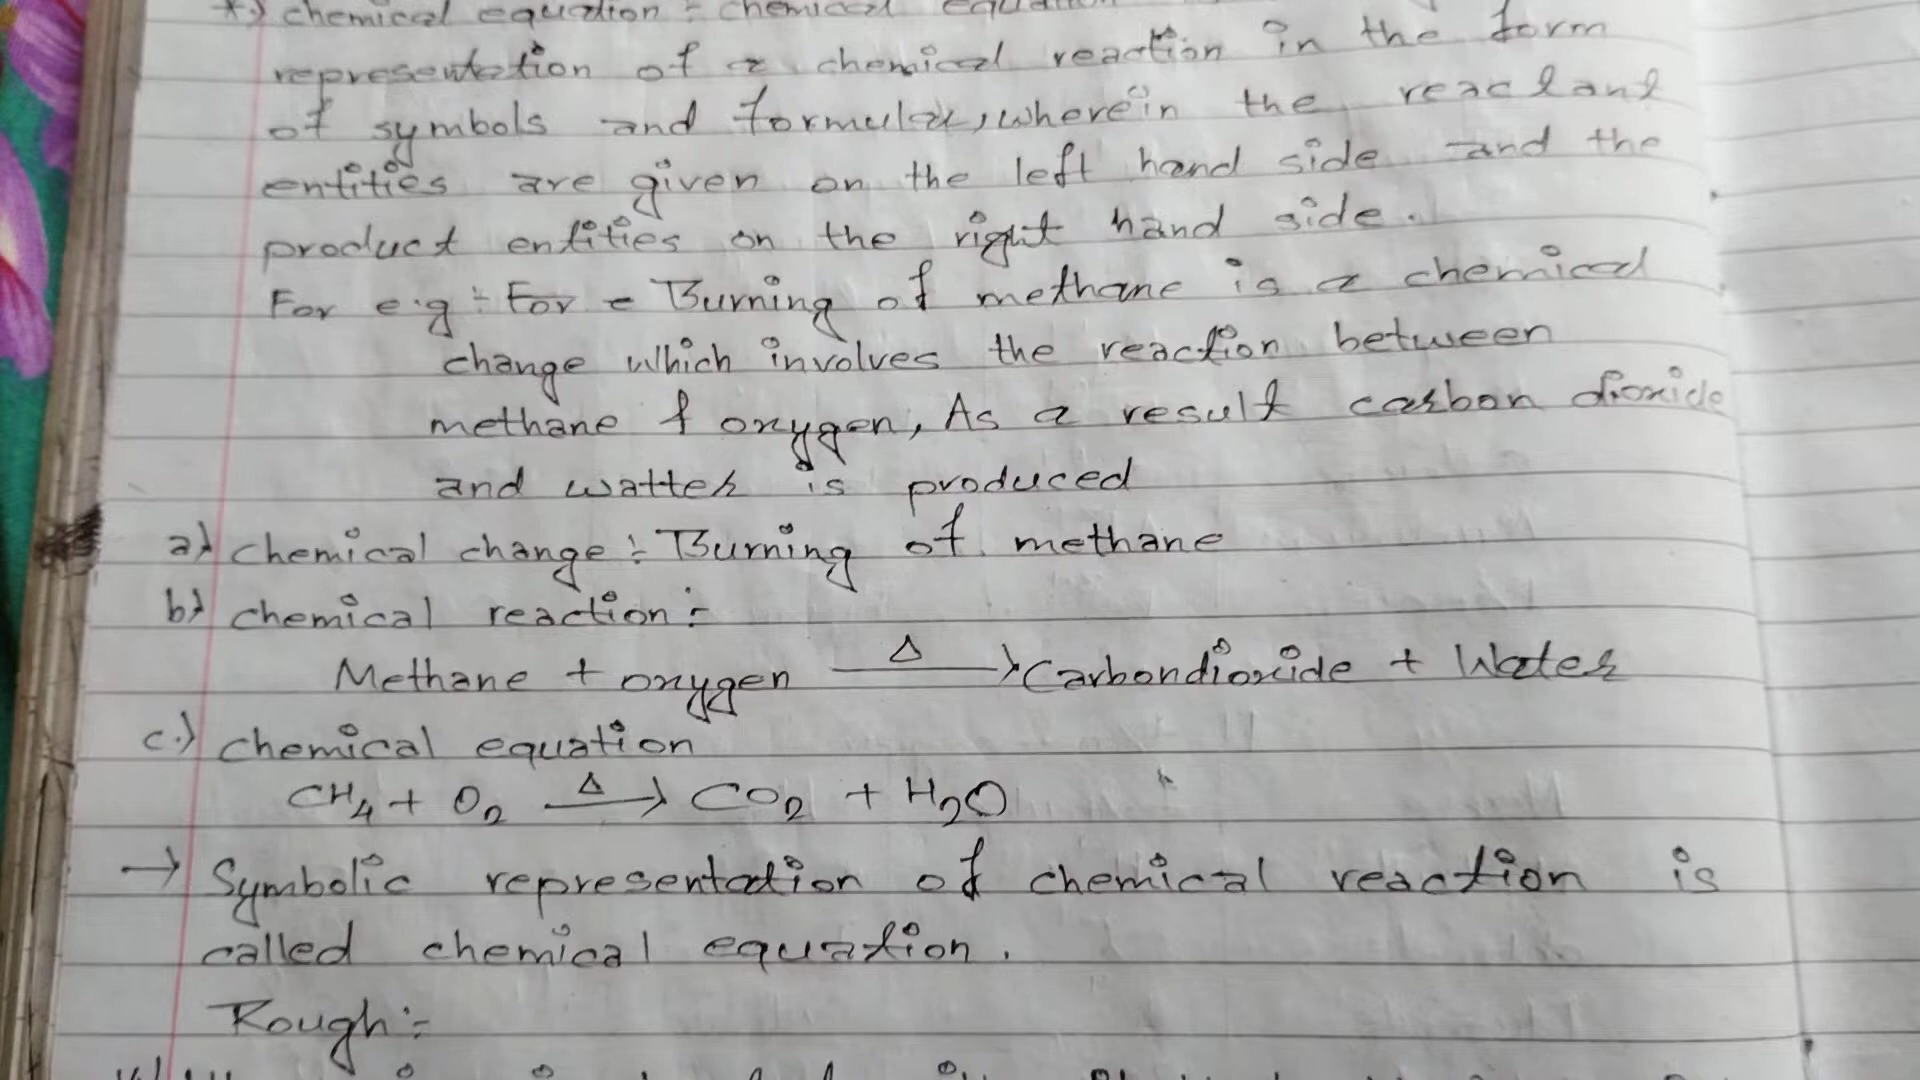 *) chemical equation :- chemical equation
representation of a chemical reaction in the form
of symbols and formula, wherein the reactant
entities are given on the left hand side and the
product entities on the right hand side.
For e.g :- For e Burning of methane is a chemical
change which involves the reaction between
methane & oxygen, As a result carbon dioxide
and watter is produced
a) chemical change :- Burning of methane
b) chemical reaction :-
Methane + oxygen —Δ→ Carbondioxide + Water
c.) chemical equation
CH₄ + O₂ —Δ→ CO₂ + H₂O
→ Symbolic representation of chemical reaction is
called chemical equation.
Rough :-